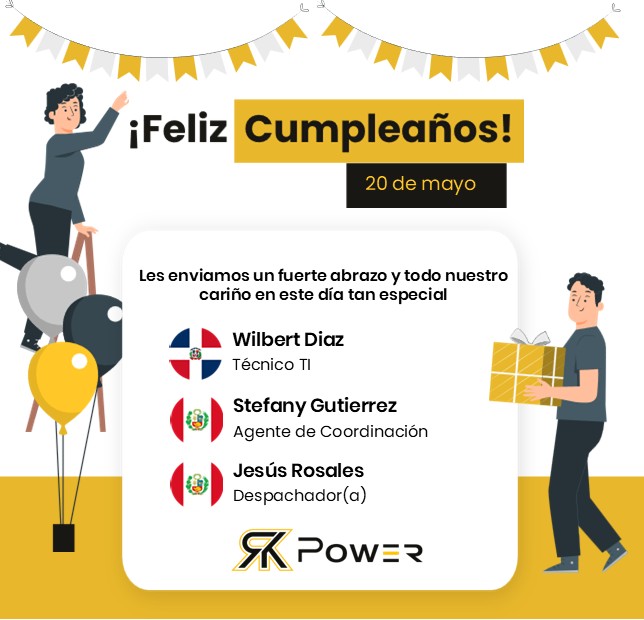 ¡Feliz Cumpleaños!
20 de mayo
Les enviamos un fuerte abrazo y todo nuestro
cariño en este día tan especial
Wilbert Diaz
Técnico TI
Stefany Gutierrez
Agente de Coordinación
Jesús Rosales
Despachador(a)
RK Power